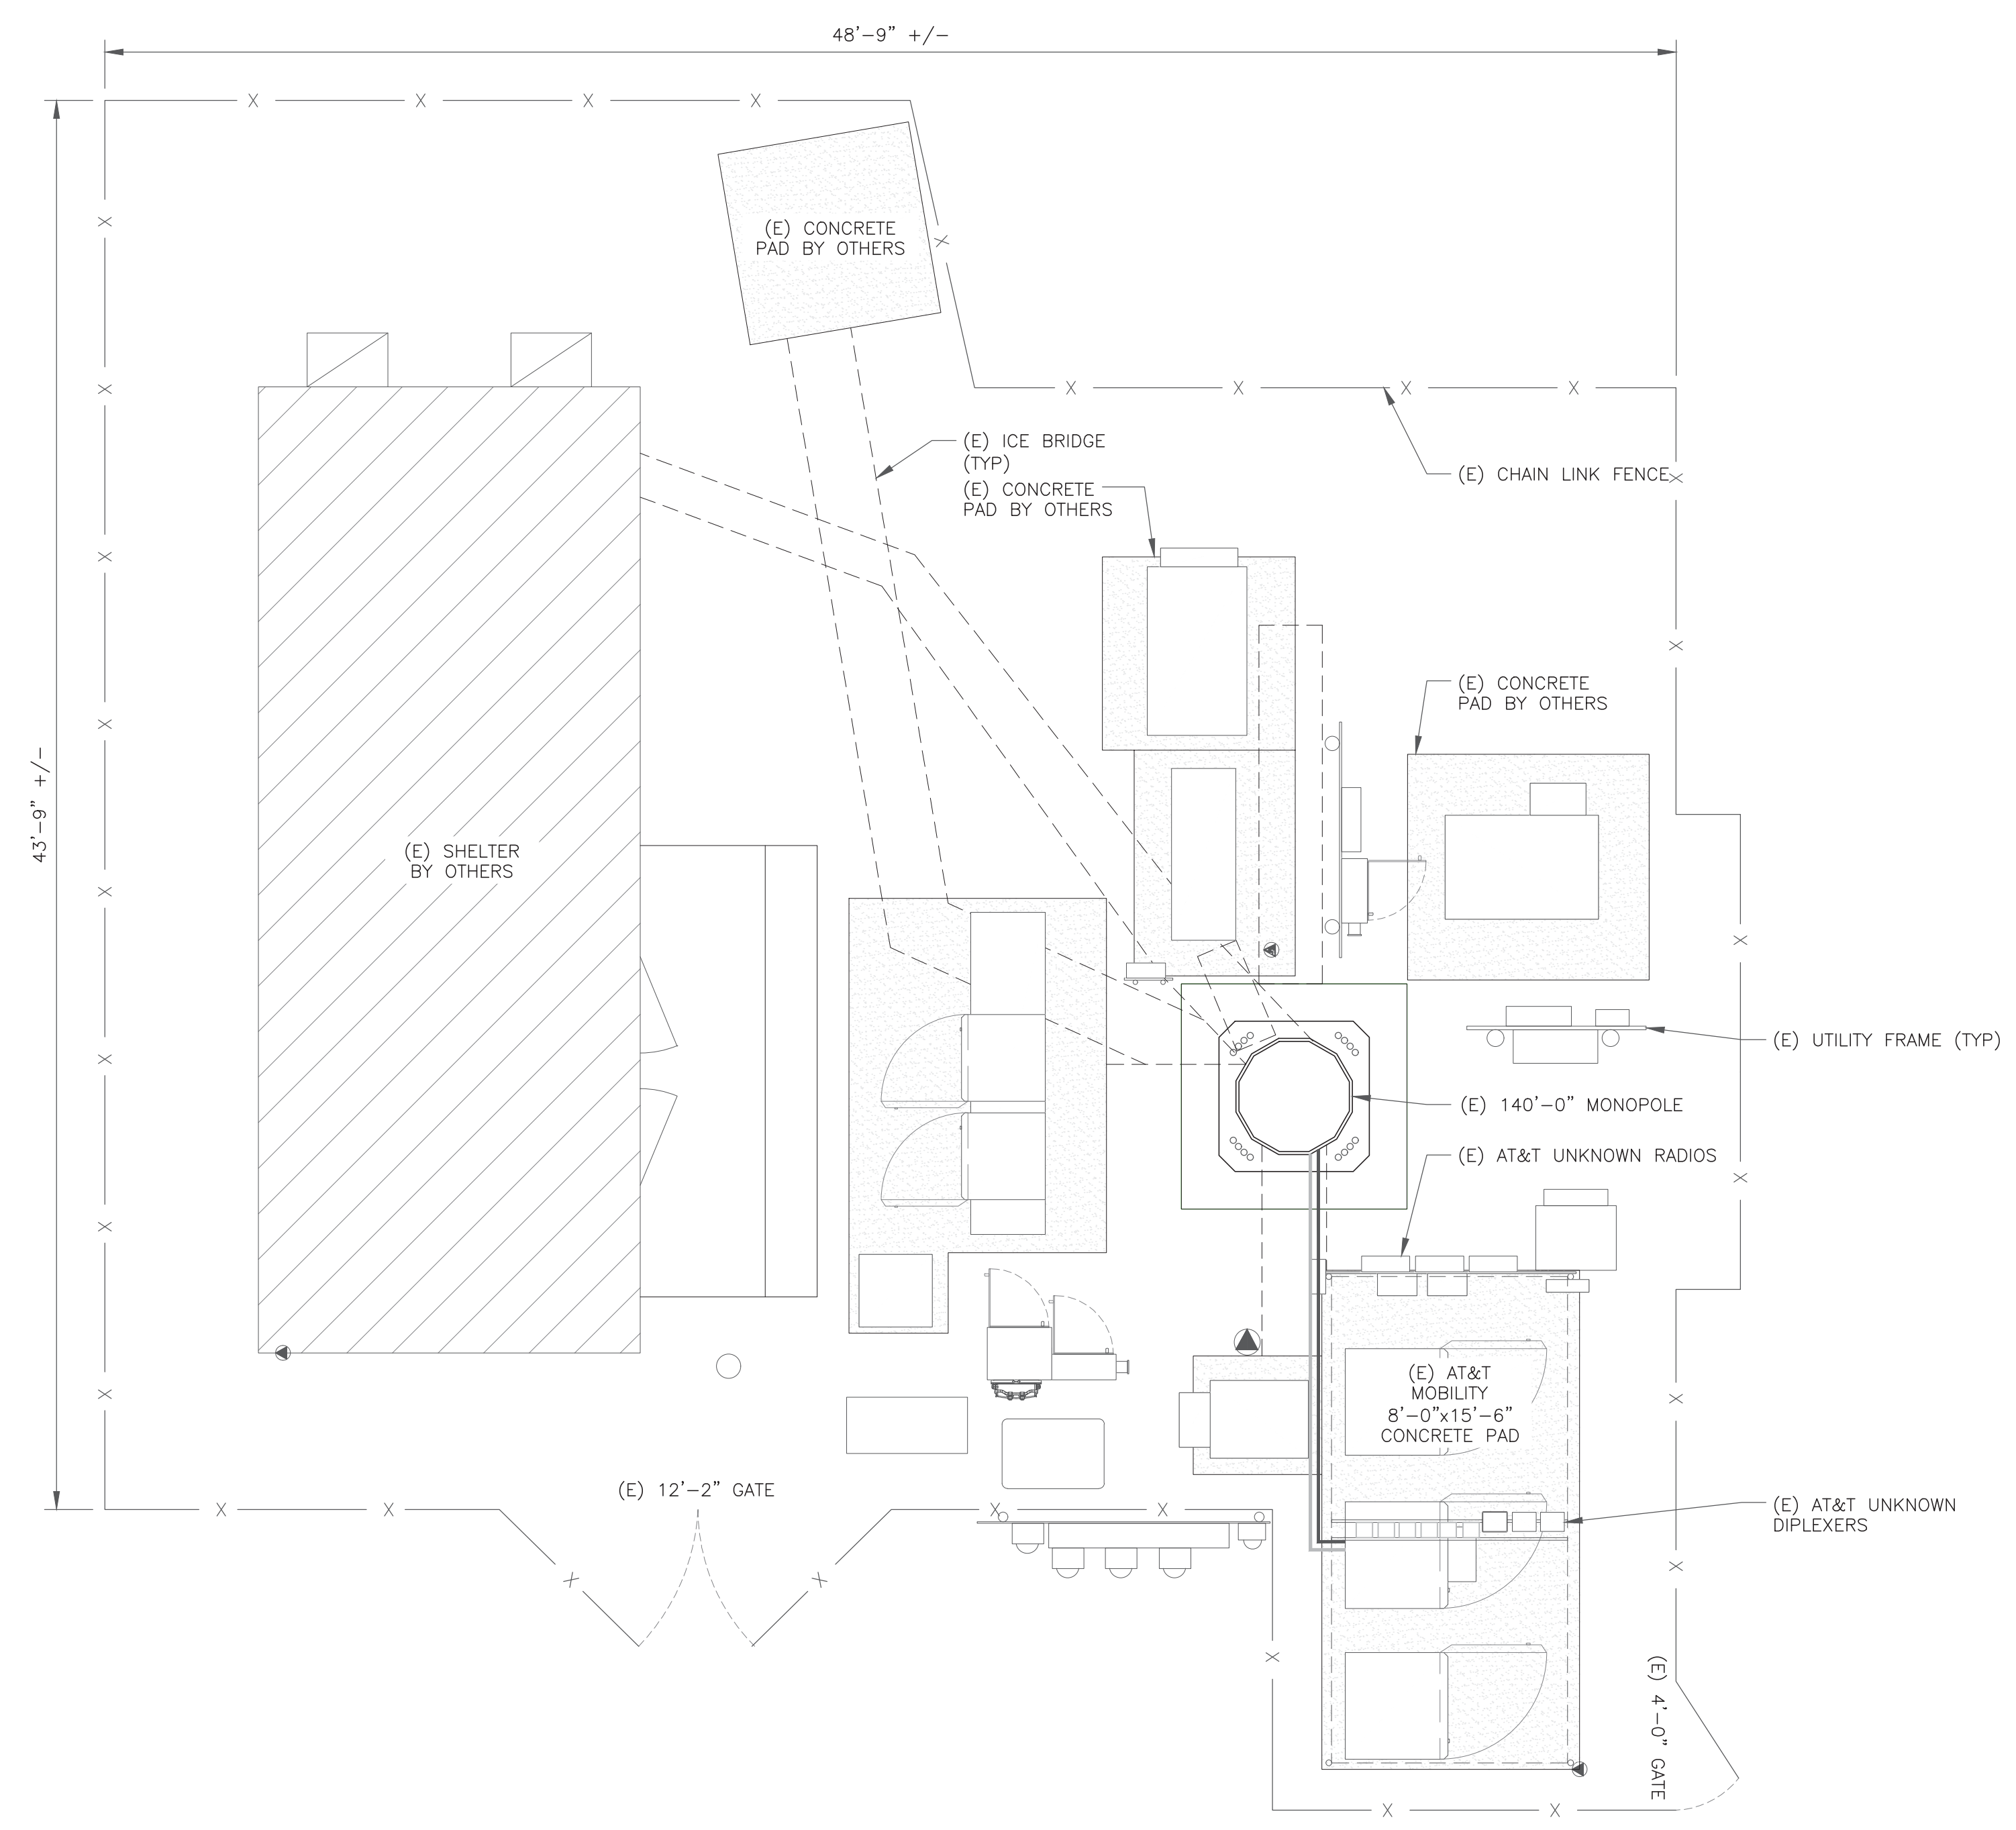 48'-9" +/-
43'-9" +/-
(E) CONCRETE
PAD BY OTHERS
(E) ICE BRIDGE
(TYP)
(E) CONCRETE
PAD BY OTHERS
(E) CHAIN LINK FENCE
(E) CONCRETE
PAD BY OTHERS
(E) SHELTER
BY OTHERS
(E) UTILITY FRAME (TYP)
(E) 140'-0" MONOPOLE
(E) AT&T UNKNOWN RADIOS
(E) AT&T
MOBILITY
8'-0"x15'-6"
CONCRETE PAD
(E) 12'-2" GATE
(E) AT&T UNKNOWN
DIPLEXERS
(E) 4'-0" GATE